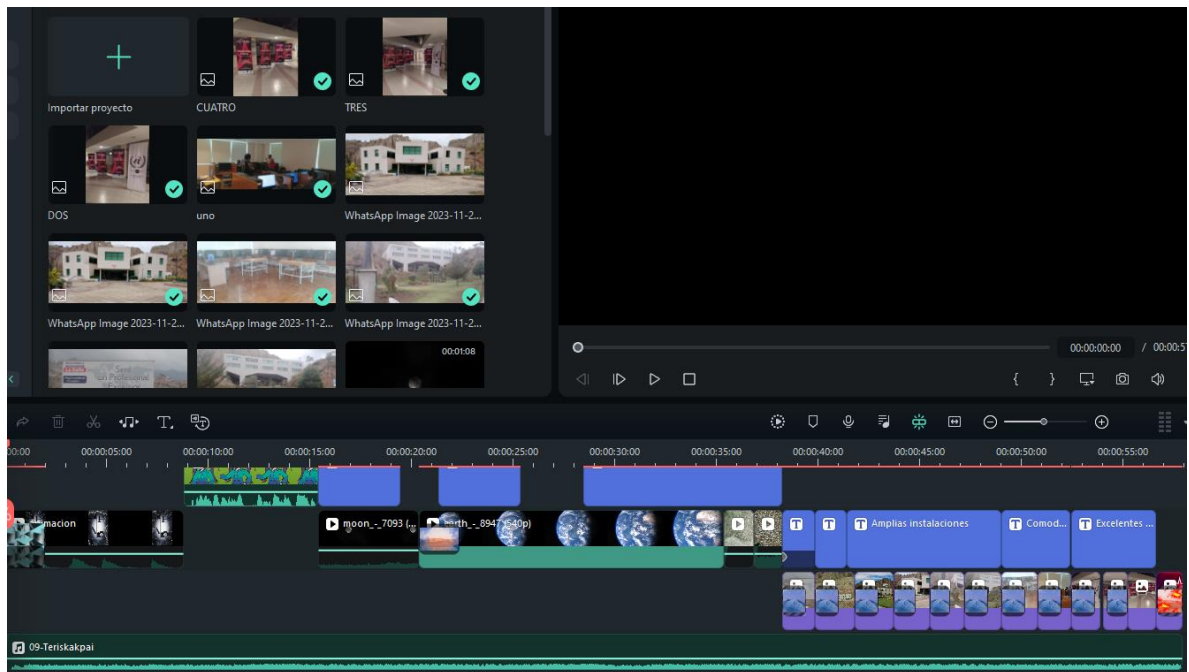 Importar proyecto
CUATRO
TRES
DOS
uno
WhatsApp Image 2023-11-2...
WhatsApp Image 2023-11-2...
WhatsApp Image 2023-11-2...
WhatsApp Image 2023-11-2...
00:01:08
00:00:00:00 / 00:00:5
00:00 00:00:05:00 00:00:10:00 00:00:15:00 00:00:20:00 00:00:25:00 00:00:30:00 00:00:35:00 00:00:40:00 00:00:45:00 00:00:50:00 00:00:55:00
macion
moon_-_7093 (...
Amplias instalaciones
Comod...
Excelentes ...
09-Teriskakpai